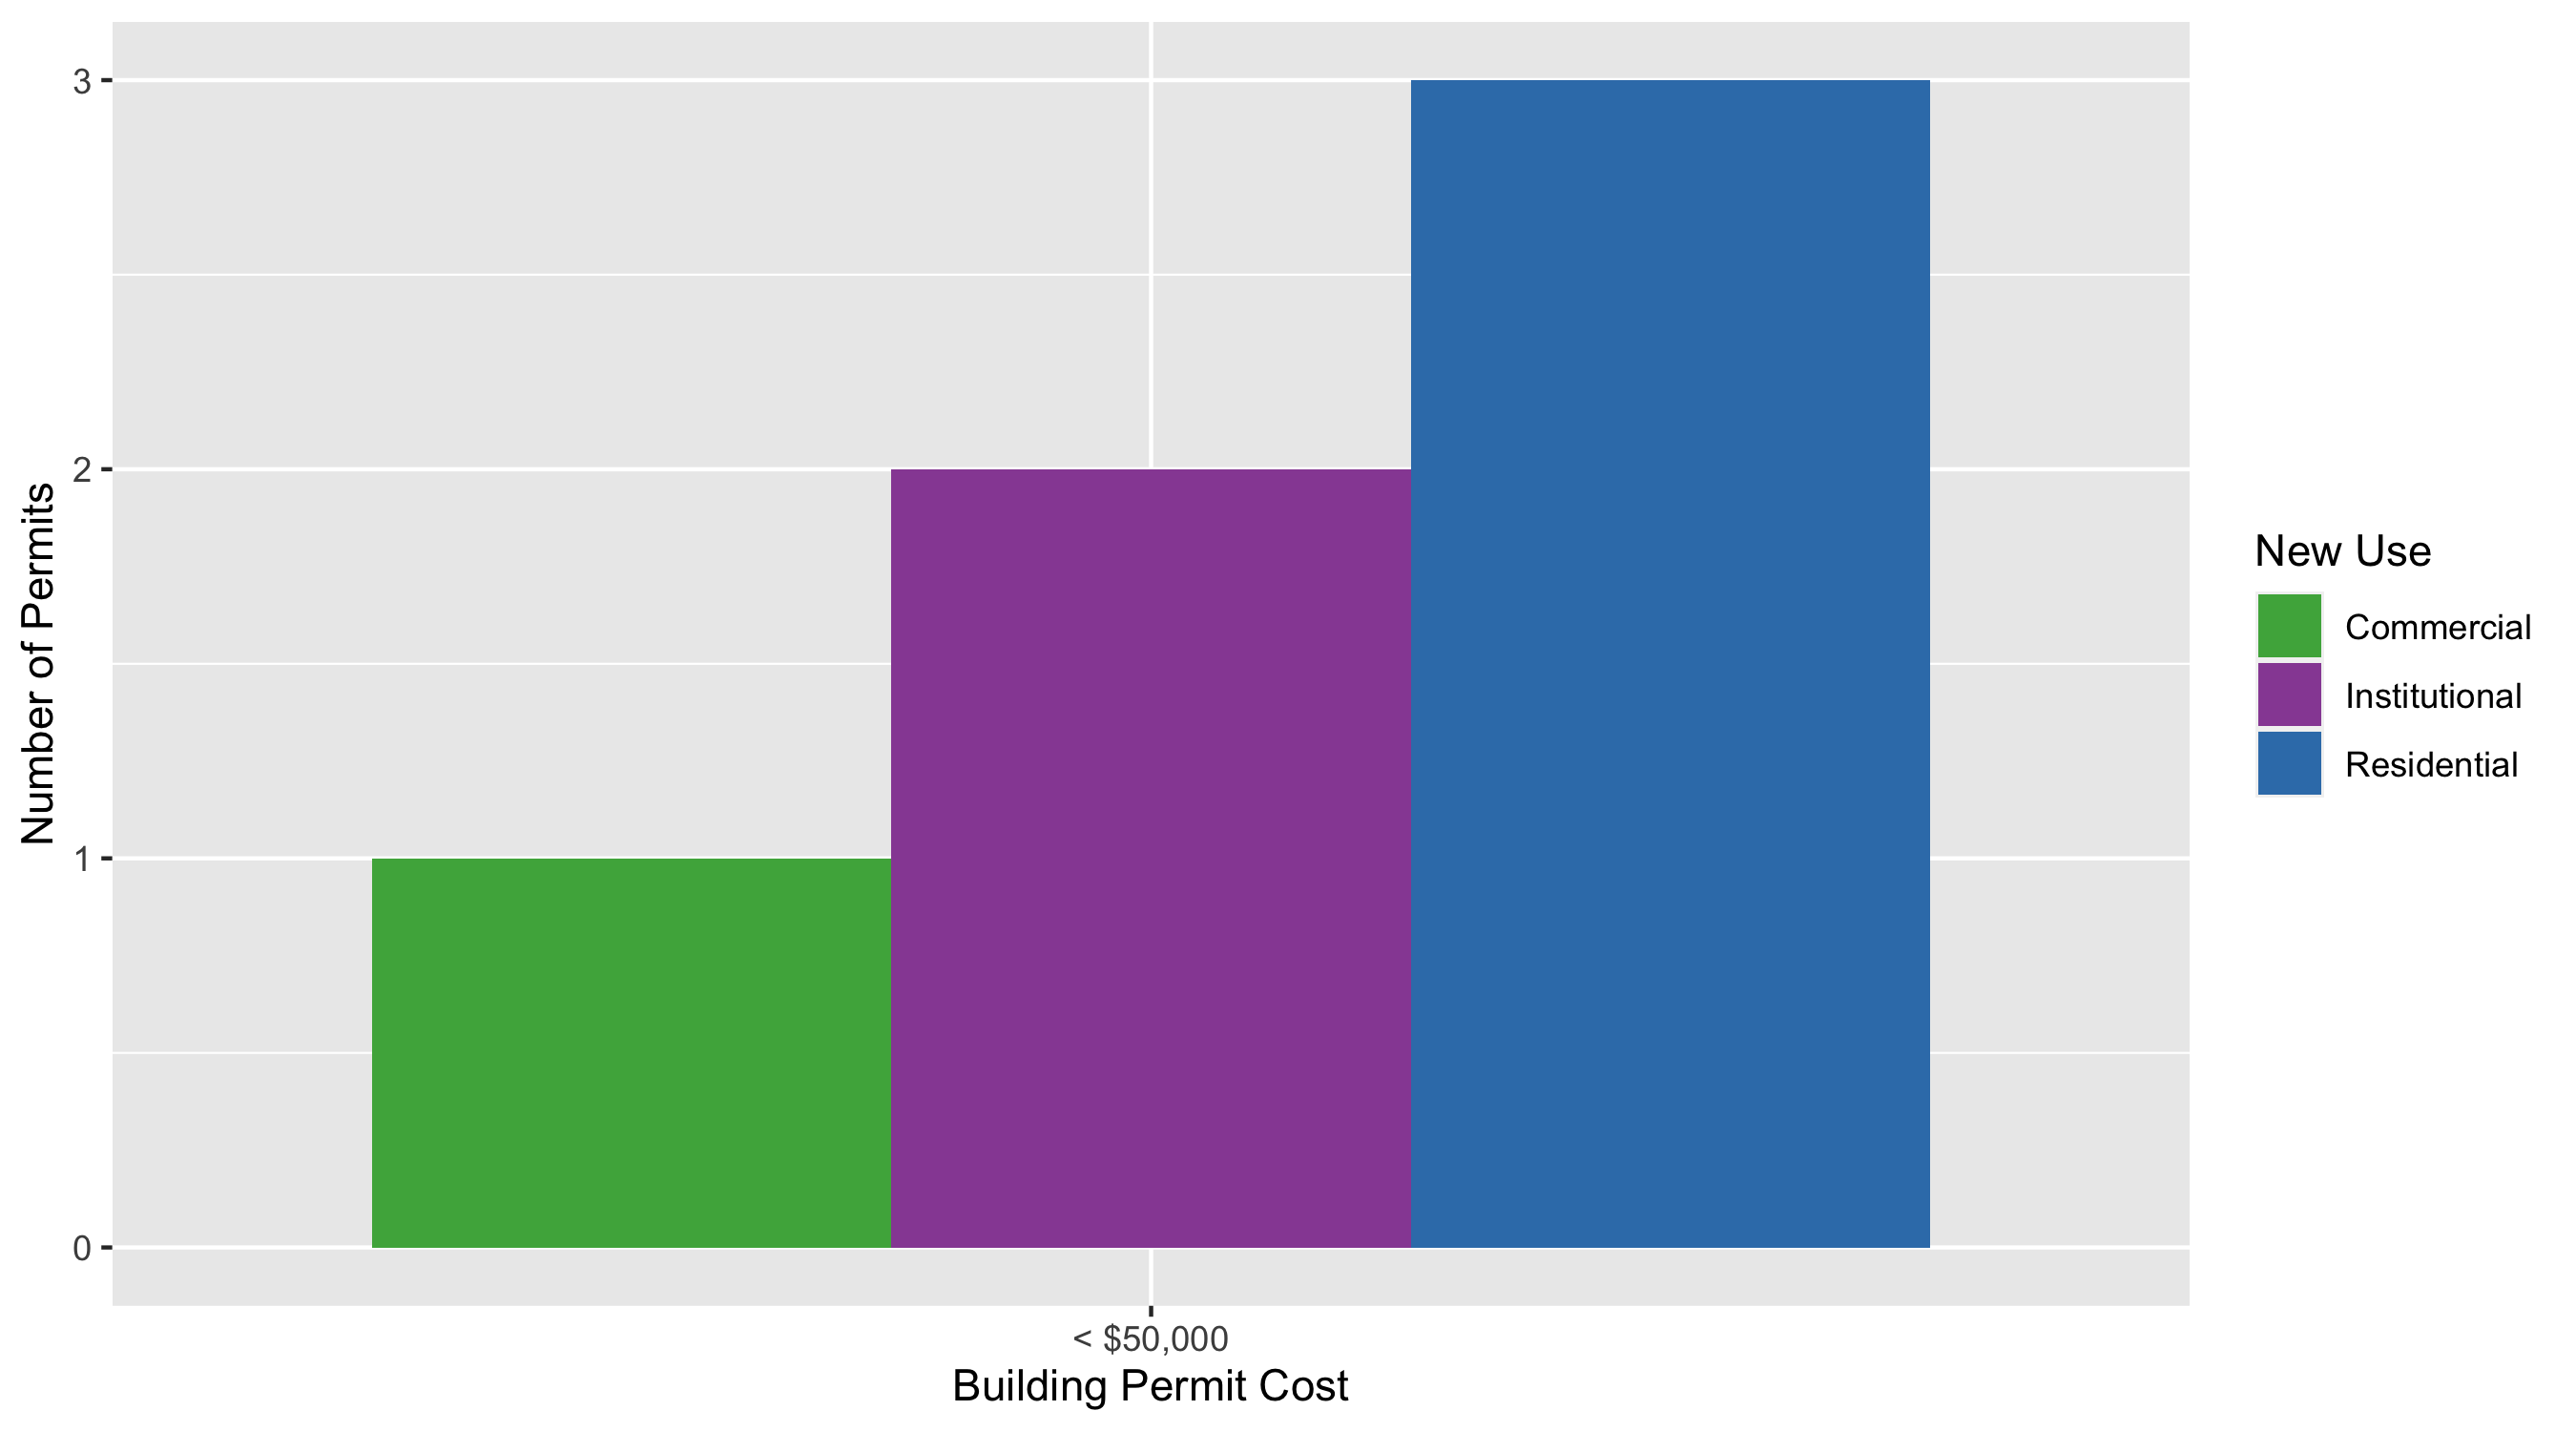 Number of Permits
3
2
1
0
< $50,000
Building Permit Cost
New Use
Commercial
Institutional
Residential